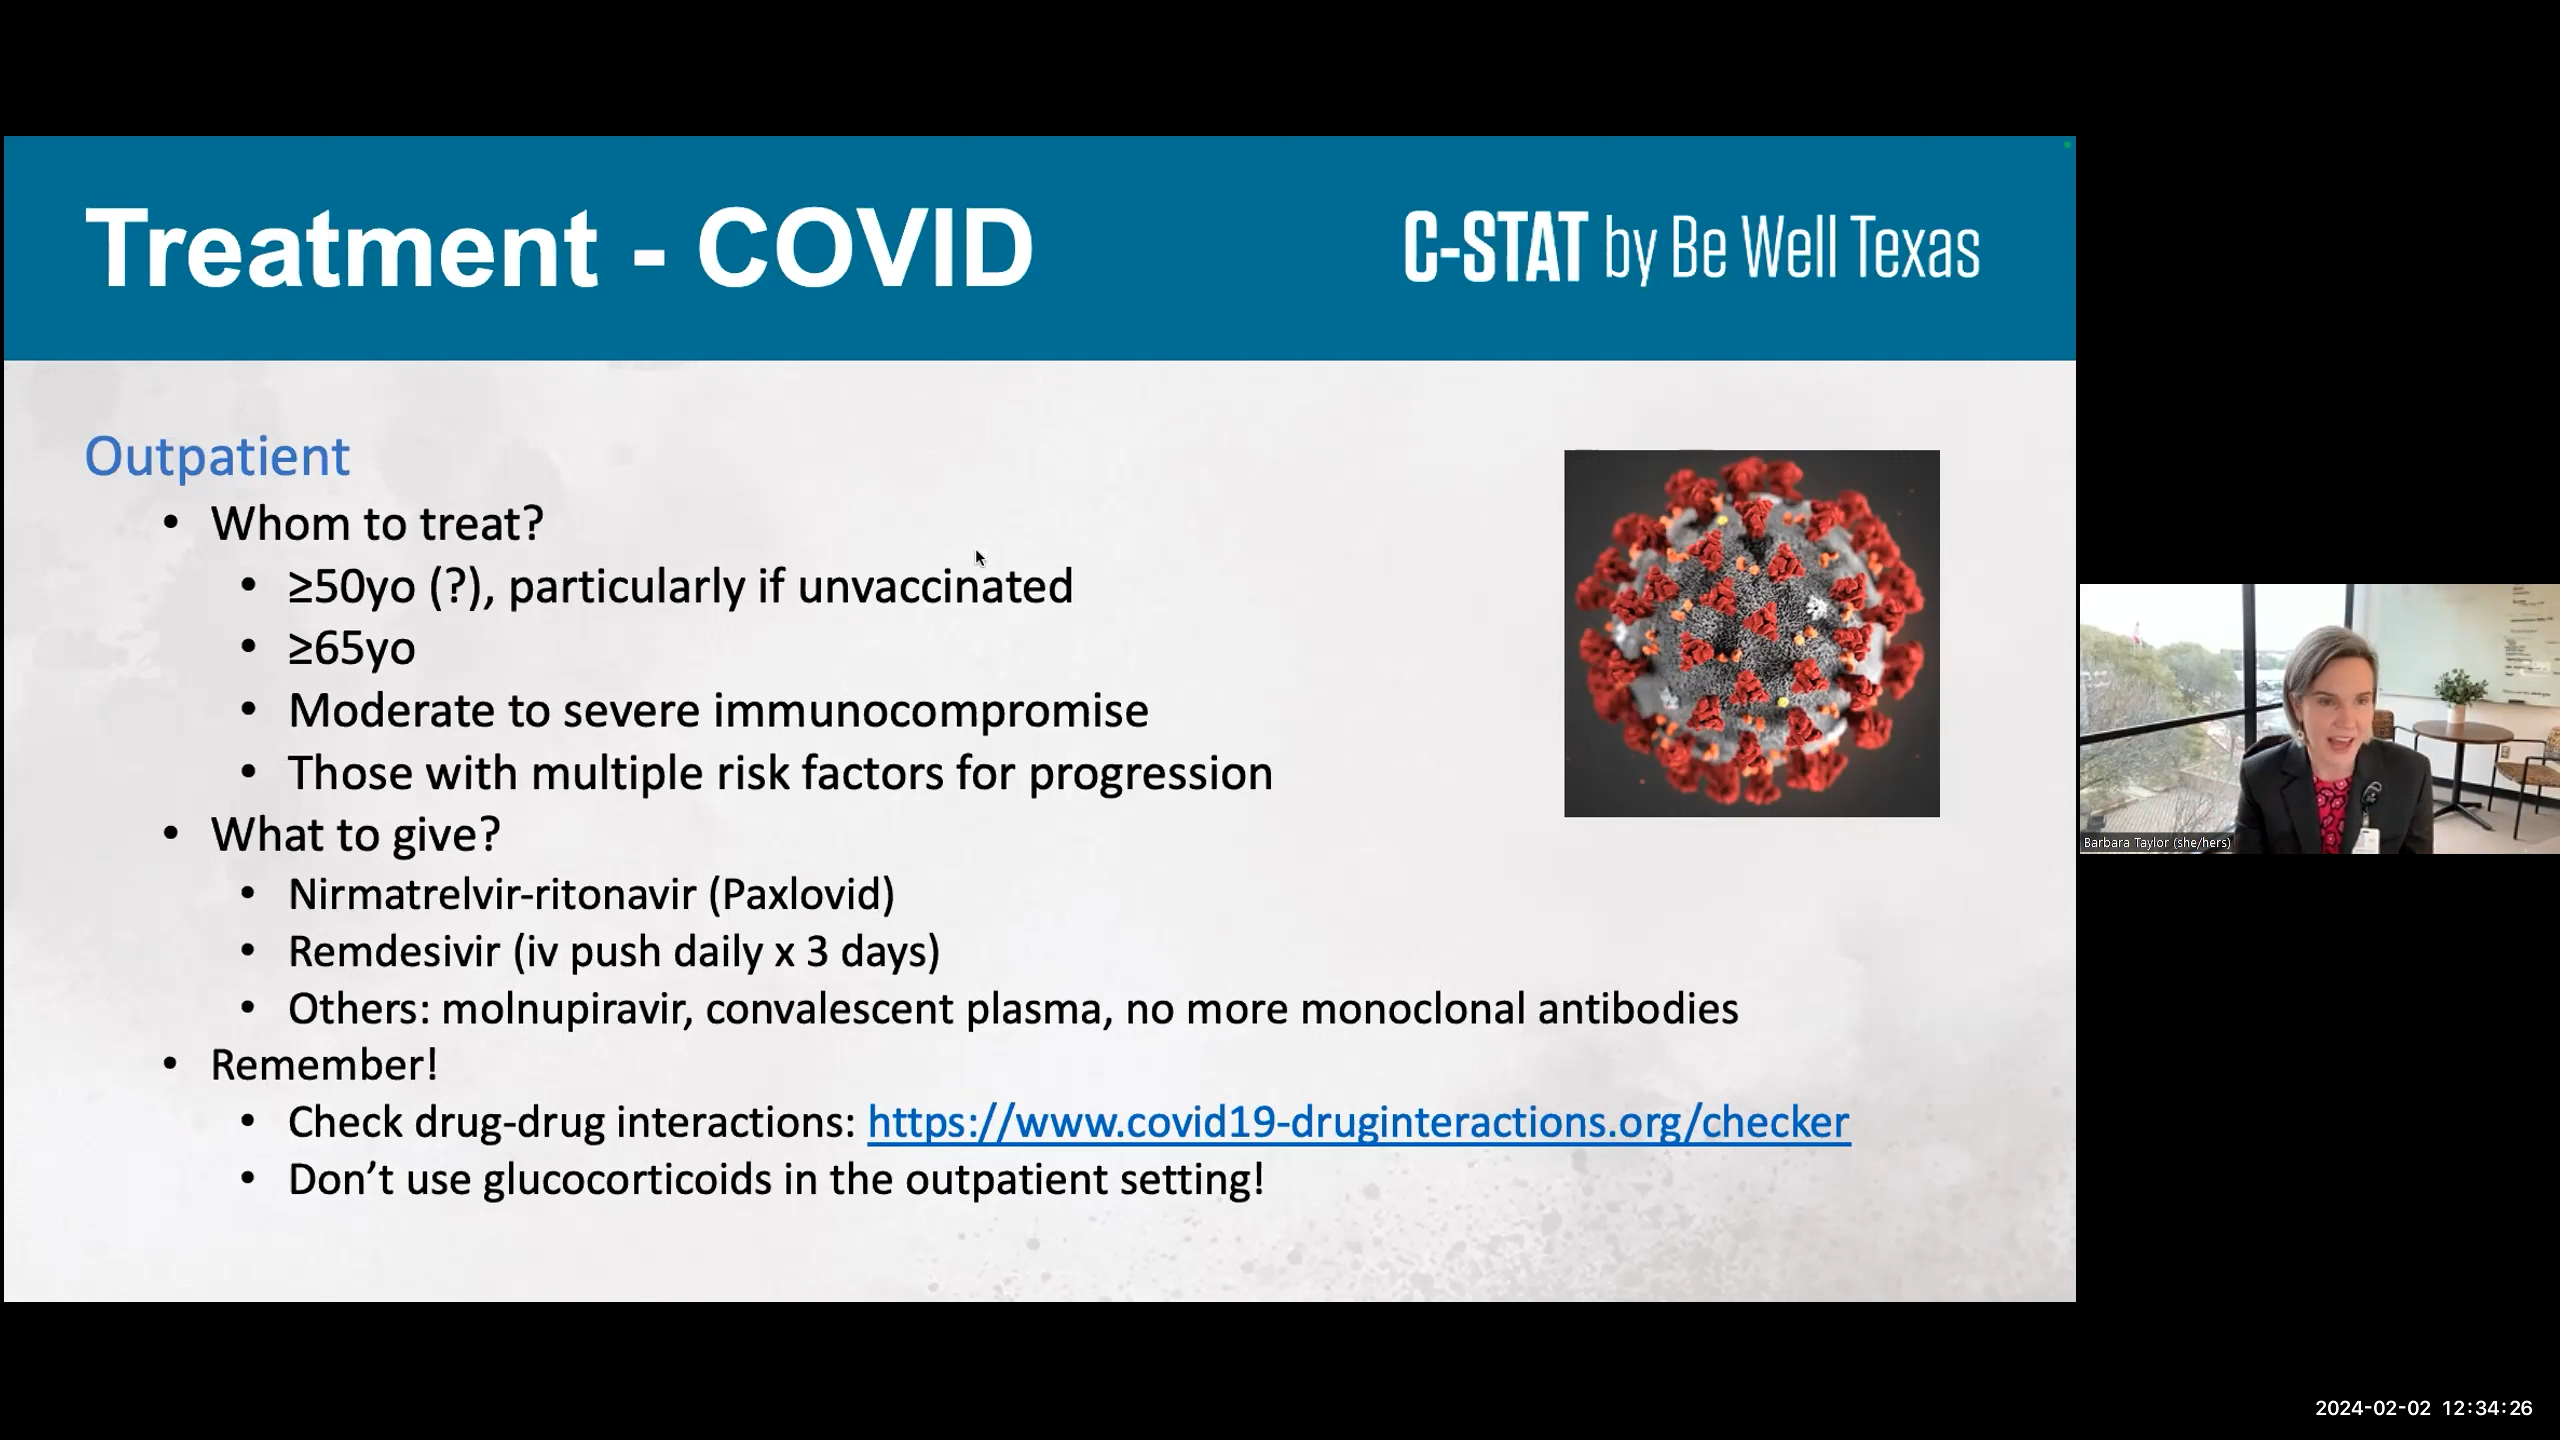 Treatment - COVID
C-STAT by Be Well Texas
Outpatient
• Whom to treat?
• ≥50yo (?), particularly if unvaccinated
• ≥65yo
• Moderate to severe immunocompromise
• Those with multiple risk factors for progression
• What to give?
• Nirmatrelvir-ritonavir (Paxlovid)
• Remdesivir (iv push daily x 3 days)
• Others: molnupiravir, convalescent plasma, no more monoclonal antibodies
• Remember!
• Check drug-drug interactions: https://www.covid19-druginteractions.org/checker
• Don’t use glucocorticoids in the outpatient setting!
Barbara Taylor (she/hers)
2024-02-02 12:34:26